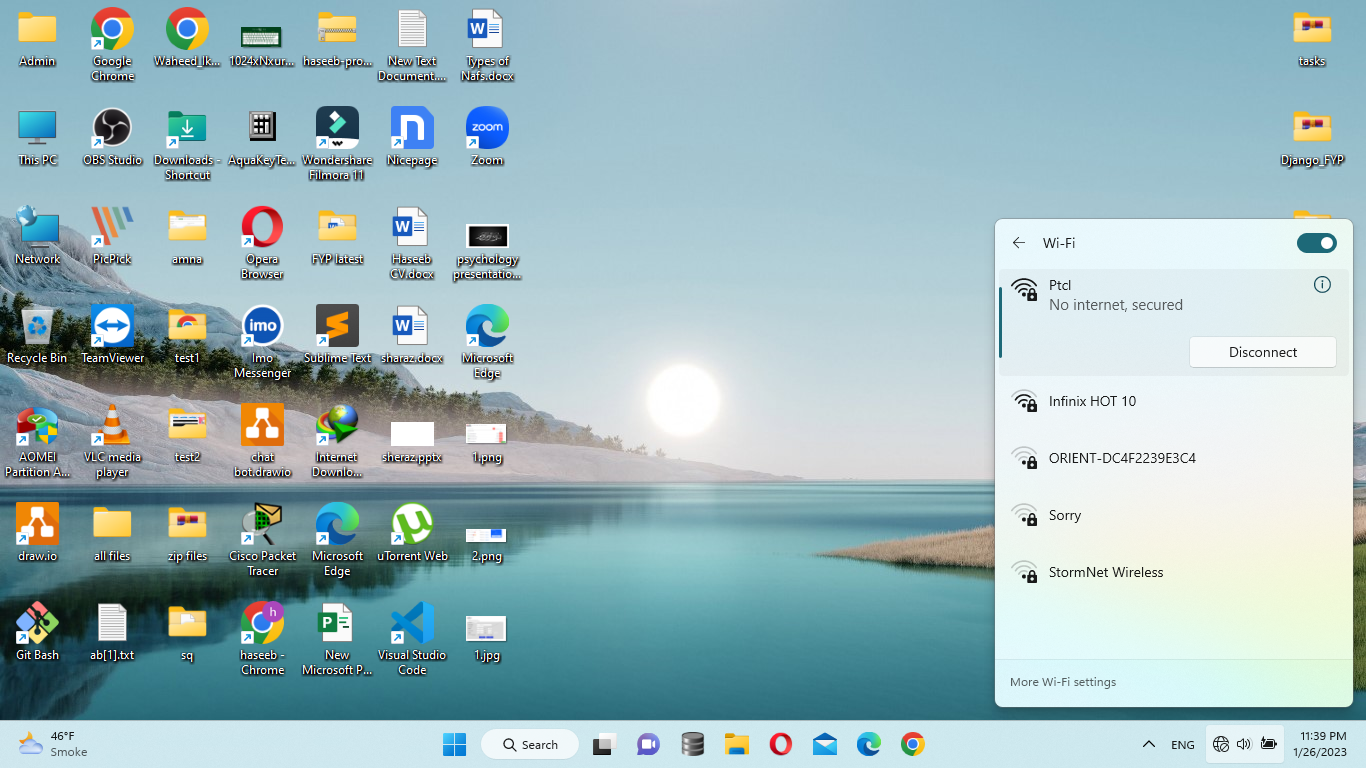 Admin
Google
Chrome
Waheed_Ik...
1024xNxur...
haseeb-pro...
New Text
Document....
Types of
Nafs.docx
tasks
This PC
OBS Studio
Downloads -
Shortcut
AquaKeyTe...
Wondershare
Filmora 11
Nicepage
zoom
Zoom
Django_FYP
Network
PicPick
amna
Opera
Browser
FYP latest
Haseeb
CV.docx
psychology
presentatio...
Recycle Bin
TeamViewer
test1
imo
Imo
Messenger
Sublime Text
sharaz.docx
Microsoft
Edge
AOMEI
Partition A...
VLC media
player
test2
chat
bot.drawio
Internet
Downlo...
sheraz.pptx
1.png
draw.io
all files
zip files
Cisco Packet
Tracer
Microsoft
Edge
uTorrent Web
2.png
Git Bash
ab[1].txt
sq
h
haseeb -
Chrome
New
Microsoft P...
Visual Studio
Code
1.jpg
Wi-Fi
Ptcl
No internet, secured
Disconnect
Infinix HOT 10
ORIENT-DC4F2239E3C4
Sorry
StormNet Wireless
More Wi-Fi settings
46°F
Smoke
Search
ENG
11:39 PM
1/26/2023